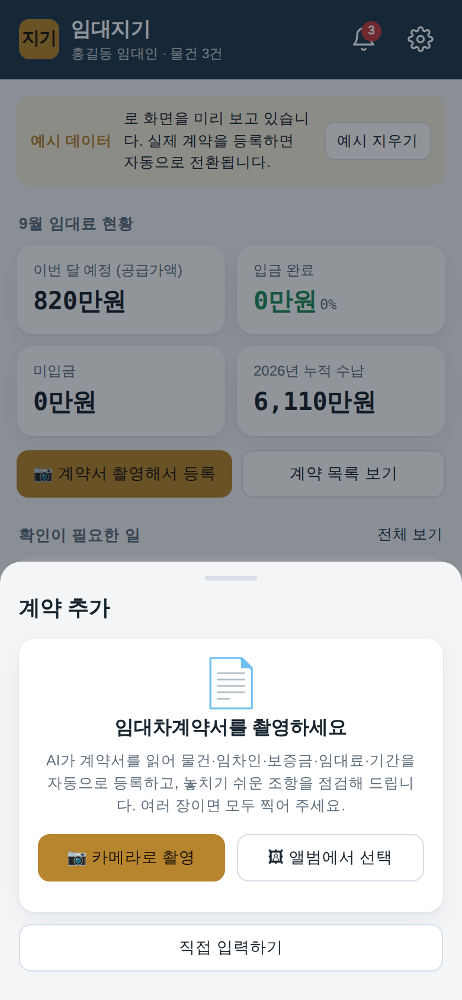 지기
임대지기
홍길동 임대인 · 물건 3건
3
예시 데이터
로 화면을 미리 보고 있습니
다. 실제 계약을 등록하면
자동으로 전환됩니다.
예시 지우기
9월 임대료 현황
이번 달 예정 (공급가액)
820만원
입금 완료
0만원 0%
미입금
0만원
2026년 누적 수납
6,110만원
📷 계약서 촬영해서 등록
계약 목록 보기
확인이 필요한 일
전체 보기
계약 추가
임대차계약서를 촬영하세요
AI가 계약서를 읽어 물건·임차인·보증금·임대료·기간을
자동으로 등록하고, 놓치기 쉬운 조항을 점검해 드립니
다. 여러 장이면 모두 찍어 주세요.
📷 카메라로 촬영
🖼 앨범에서 선택
직접 입력하기